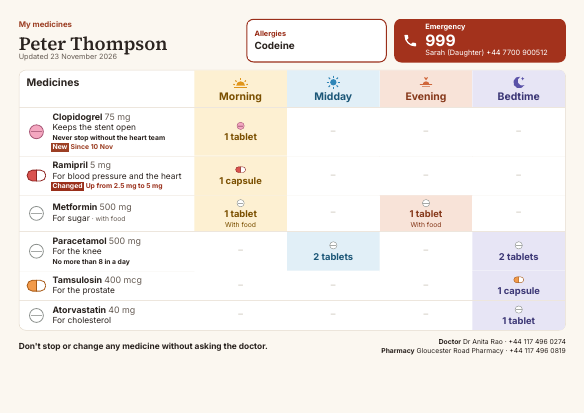 My medicines
Peter Thompson
Updated 23 November 2026
Allergies
Codeine
Emergency
999
Sarah (Daughter) +44 7700 900512
Medicines
Morning
Midday
Evening
Bedtime
Clopidogrel 75 mg
Keeps the stent open
Never stop without the heart team
New Since 10 Nov
1 tablet
–
–
–
Ramipril 5 mg
For blood pressure and the heart
Changed Up from 2.5 mg to 5 mg
1 capsule
–
–
–
Metformin 500 mg
For sugar · with food
1 tablet
With food
–
1 tablet
With food
–
Paracetamol 500 mg
For the knee
No more than 8 in a day
–
2 tablets
–
2 tablets
Tamsulosin 400 mcg
For the prostate
–
–
–
1 capsule
Atorvastatin 40 mg
For cholesterol
–
–
–
1 tablet
Don't stop or change any medicine without asking the doctor.
Doctor Dr Anita Rao · +44 117 496 0274
Pharmacy Gloucester Road Pharmacy · +44 117 496 0819